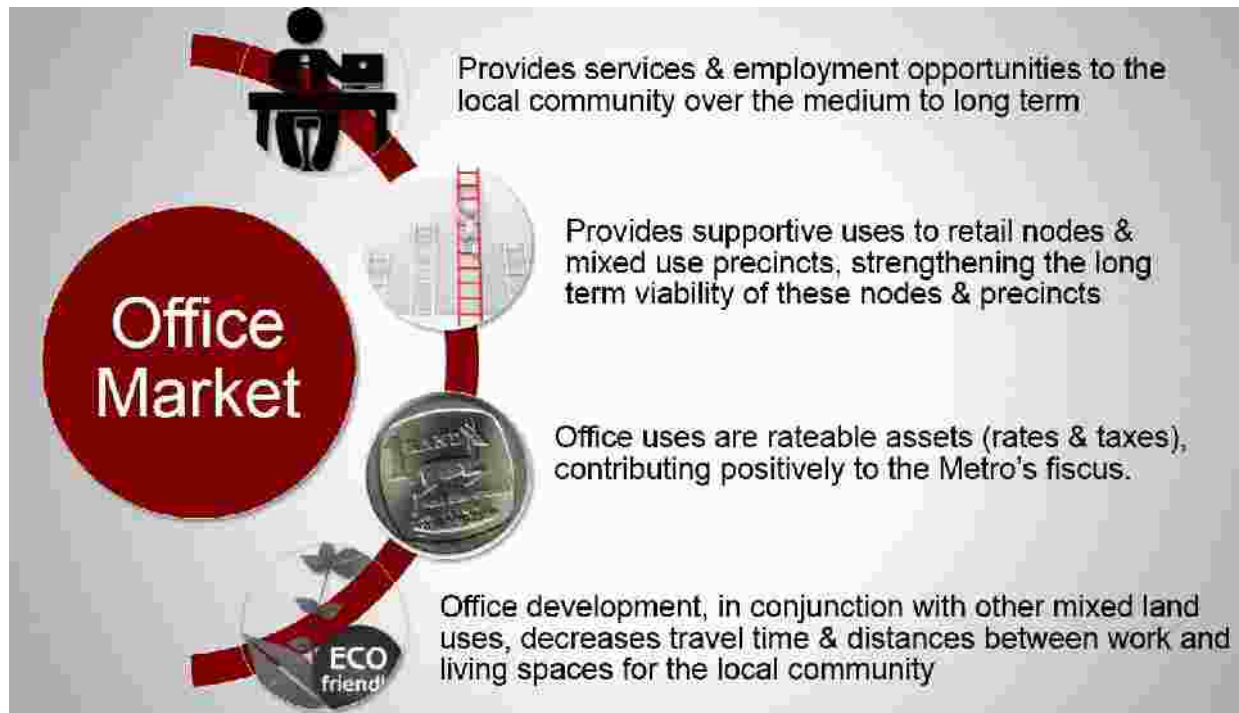 Provides services & employment opportunities to the
local community over the medium to long term
Provides supportive uses to retail nodes &
mixed use precincts, strengthening the long
term viability of these nodes & precincts
Office
Market
Office uses are rateable assets (rates & taxes),
contributing positively to the Metro's fiscus.
Office development, in conjunction with other mixed land
uses, decreases travel time & distances between work and
living spaces for the local community
ECO
friendl